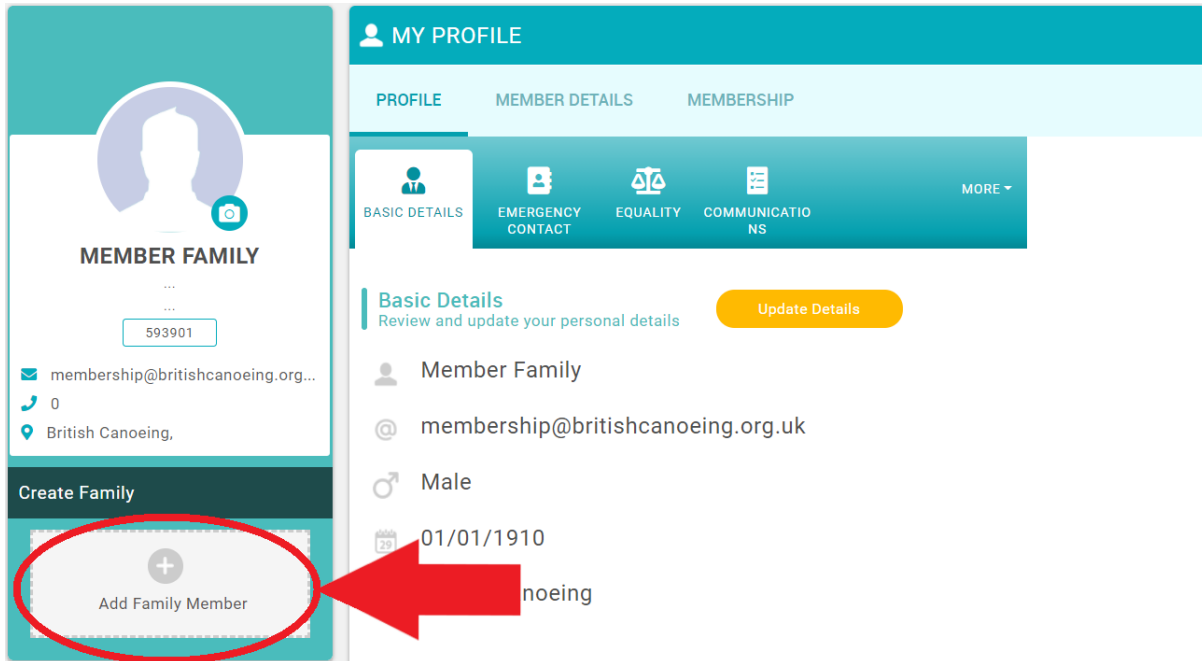 MEMBER FAMILY
...
...
593901
membership@britishcanoeing.org...
0
British Canoeing,
Create Family
Add Family Member
MY PROFILE
PROFILE MEMBER DETAILS MEMBERSHIP
BASIC DETAILS
EMERGENCY
CONTACT
EQUALITY
COMMUNICATIO
NS
MORE
Basic Details
Review and update your personal details
Update Details
Member Family
@ membership@britishcanoeing.org.uk
Male
29 01/01/1910
noeing